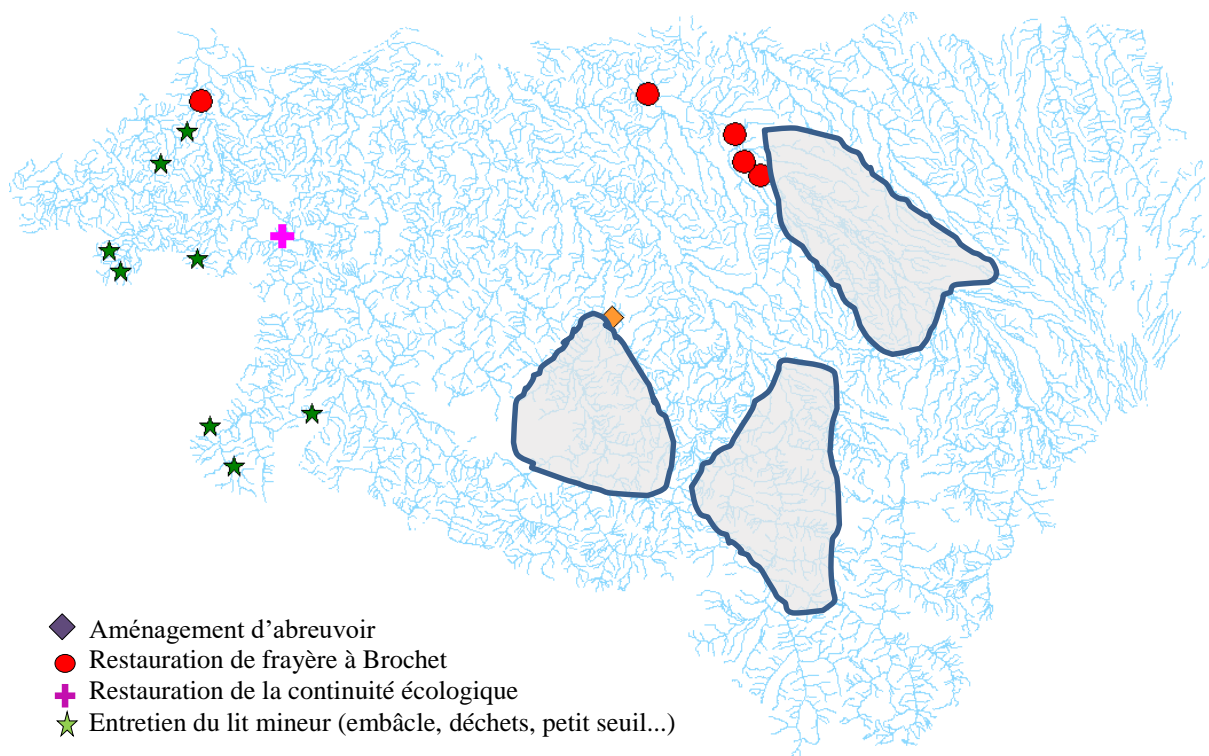 Aménagement d’abreuvoir
Restauration de frayère à Brochet
Restauration de la continuité écologique
Entretien du lit mineur (embâcle, déchets, petit seuil...)